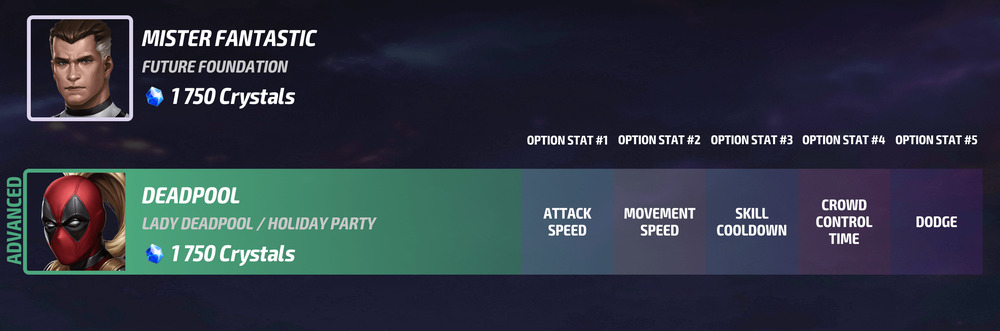 MISTER FANTASTIC
FUTURE FOUNDATION
1 750 Crystals
OPTION STAT #1 OPTION STAT #2 OPTION STAT #3 OPTION STAT #4 OPTION STAT #5
ADVANCED
DEADPOOL
LADY DEADPOOL / HOLIDAY PARTY
1 750 Crystals
ATTACK
SPEED
MOVEMENT
SPEED
SKILL
COOLDOWN
CROWD
CONTROL
TIME
DODGE